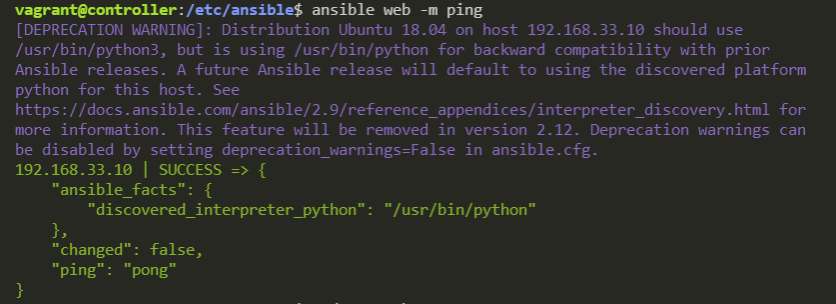 vagrant@controller:/etc/ansible$ ansible web -m ping
[DEPRECATION WARNING]: Distribution Ubuntu 18.04 on host 192.168.33.10 should use
/usr/bin/python3, but is using /usr/bin/python for backward compatibility with prior
Ansible releases. A future Ansible release will default to using the discovered platform
python for this host. See
https://docs.ansible.com/ansible/2.9/reference_appendices/interpreter_discovery.html for
more information. This feature will be removed in version 2.12. Deprecation warnings can
be disabled by setting deprecation_warnings=False in ansible.cfg.
192.168.33.10 | SUCCESS => {
    "ansible_facts": {
        "discovered_interpreter_python": "/usr/bin/python"
    },
    "changed": false,
    "ping": "pong"
}